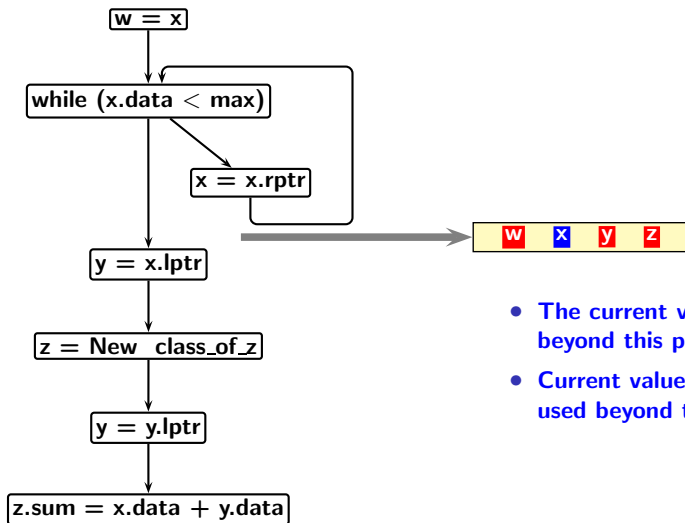 w = x
while (x.data < max)
x = x.rptr
w x y z
y = x.lptr
• The current v
beyond this p
z = New class_of_z
• Current value
used beyond t
y = y.lptr
z.sum = x.data + y.data